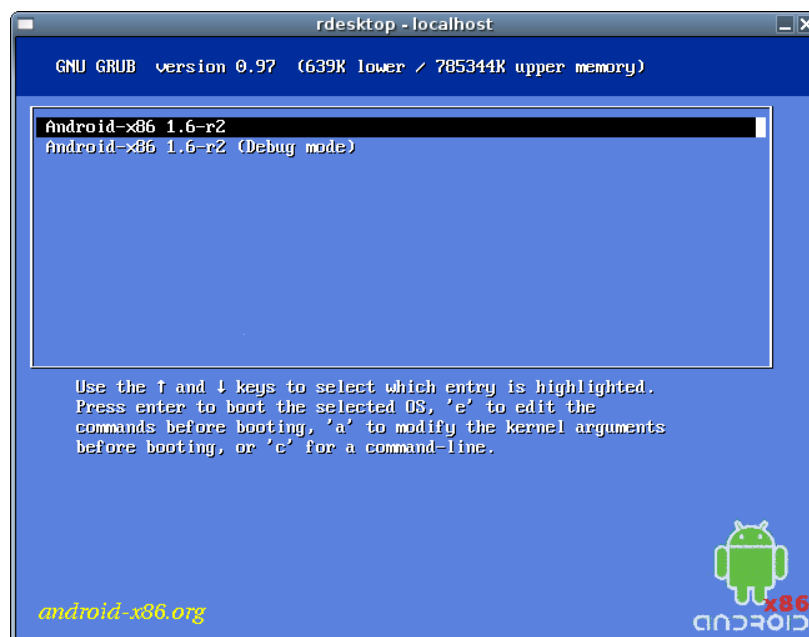 rdesktop - localhost
GNU GRUB  version 0.97  (639K lower / 785344K upper memory)
Android-x86 1.6-r2
Android-x86 1.6-r2 (Debug mode)
Use the ↑ and ↓ keys to select which entry is highlighted.
Press enter to boot the selected OS, 'e' to edit the
commands before booting, 'a' to modify the kernel arguments
before booting, or 'c' for a command-line.
android-x86.org
x86
ANDROID